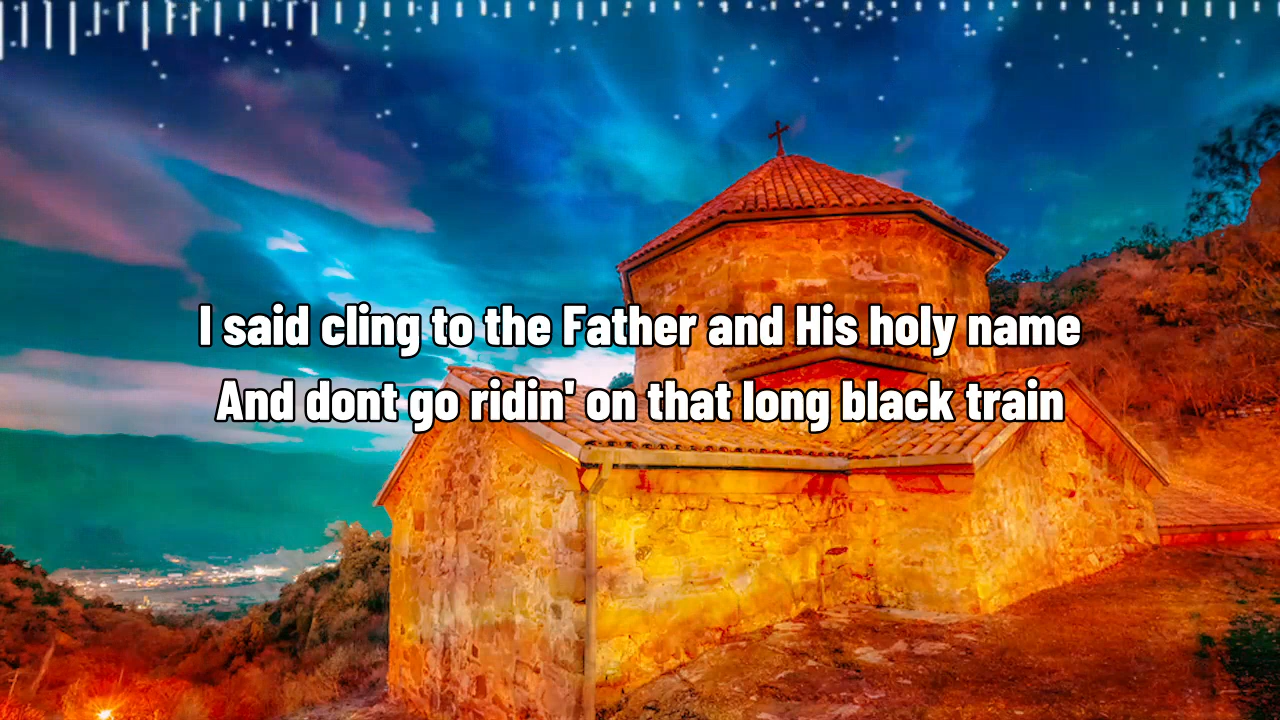 I said cling to the Father and His holy name
And dont go ridin' on that long black train